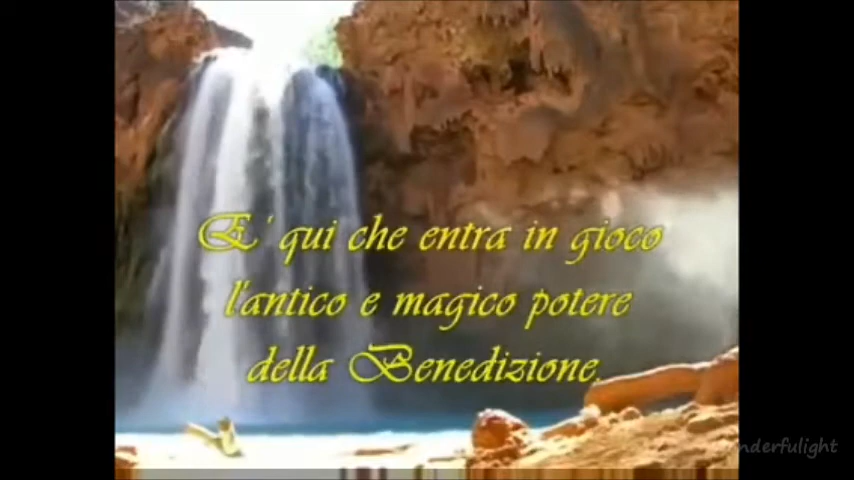 E' qui che entra in gioco
l'antico e magico potere
della Benedizione.